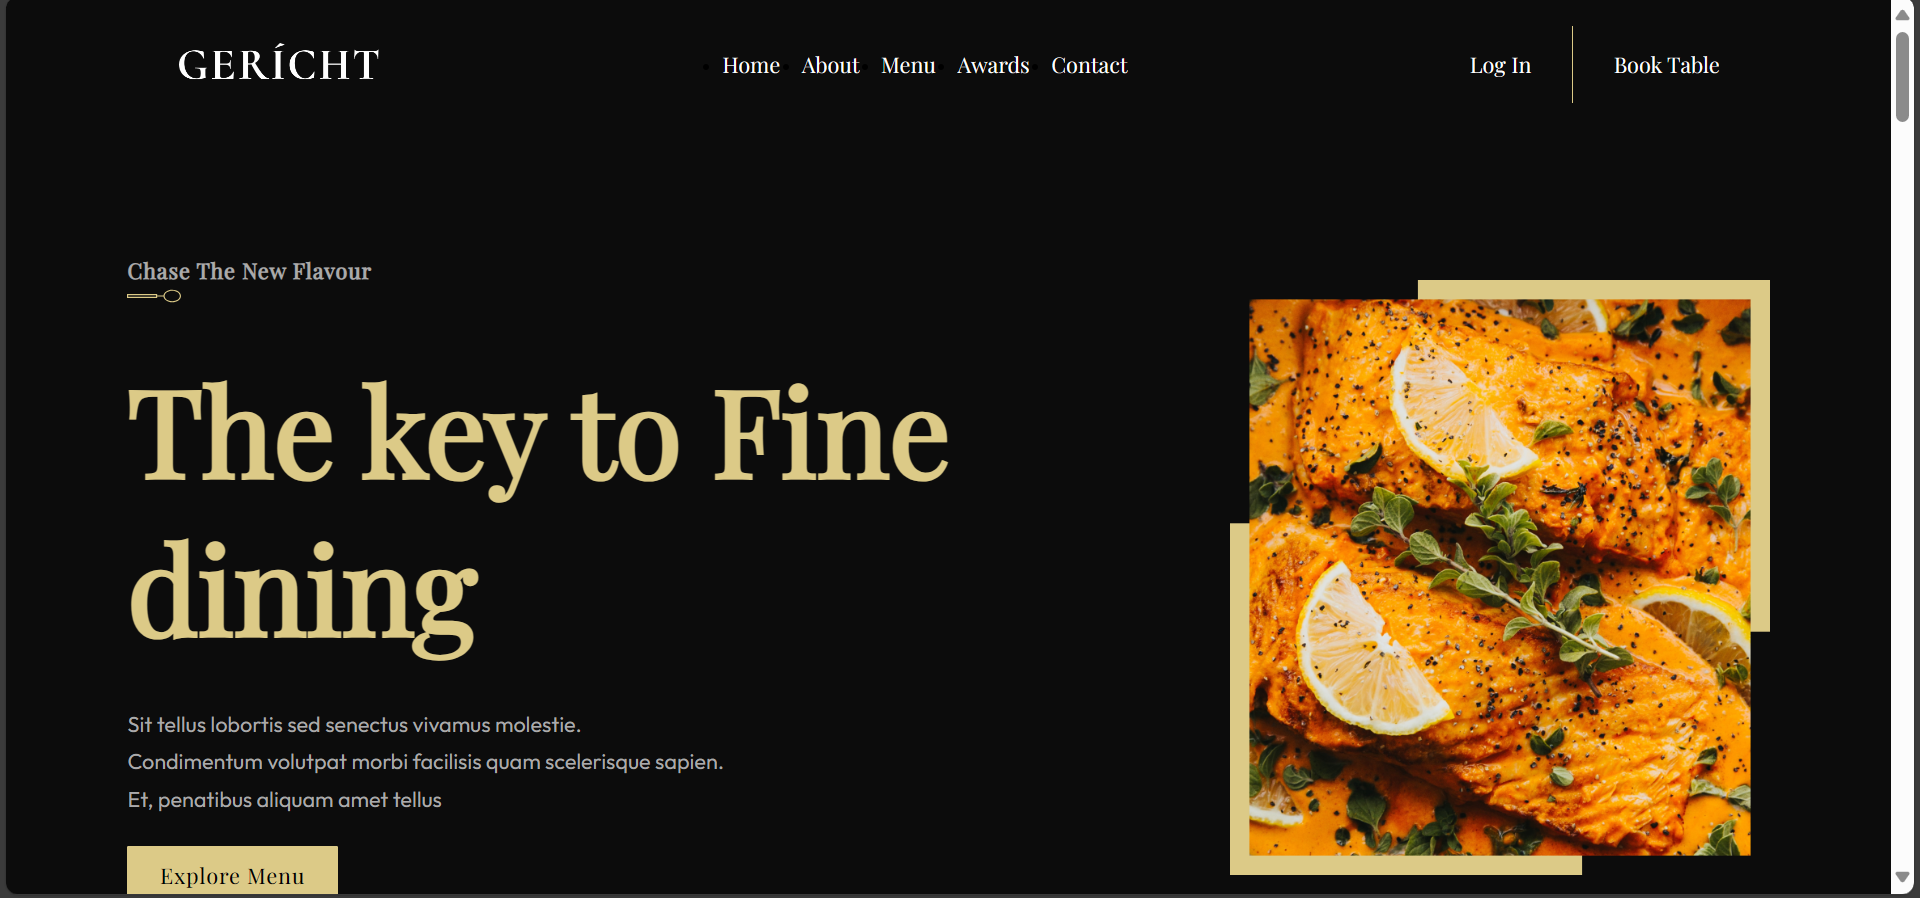 GERÍCHT
Home About Menu Awards Contact
Log In
Book Table
Chase The New Flavour
The key to Fine
dining
Sit tellus lobortis sed senectus vivamus molestie.
Condimentum volutpat morbi facilisis quam scelerisque sapien.
Et, penatibus aliquam amet tellus
Explore Menu